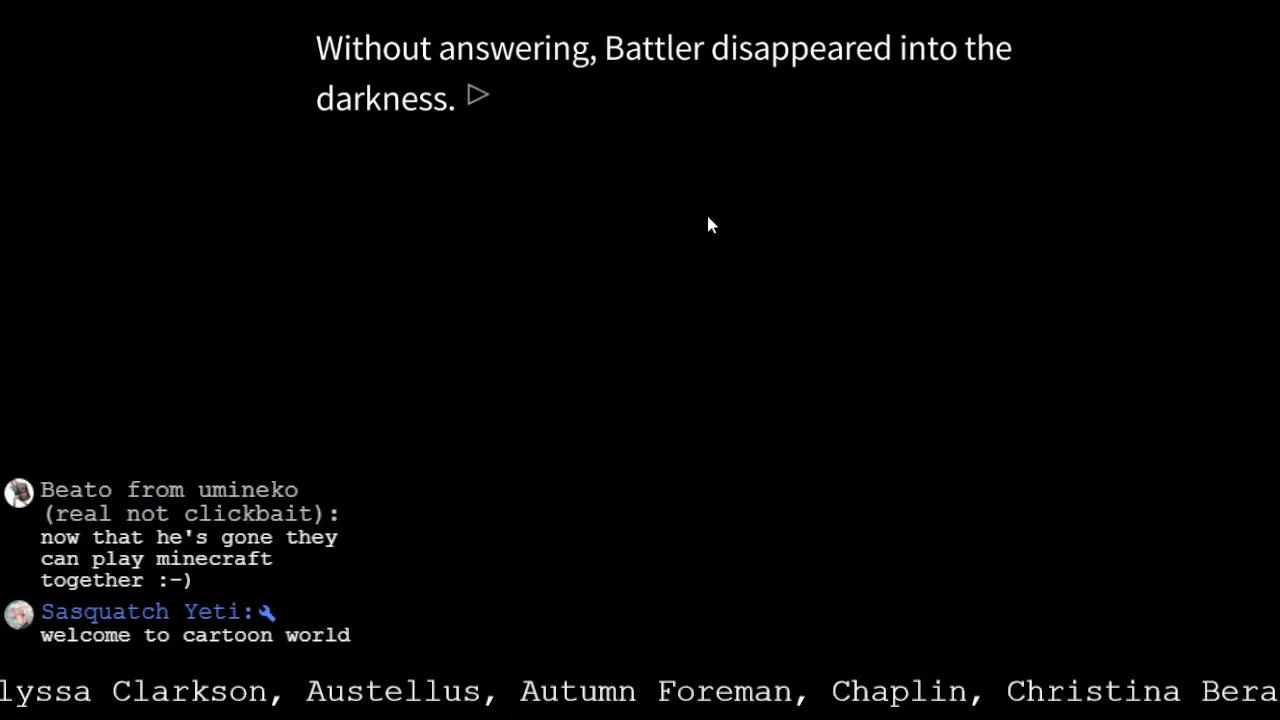 Without answering, Battler disappeared into the
darkness.
Beato from umineko
(real not clickbait):
now that he's gone they
can play minecraft
together :-)
Sasquatch Yeti:
welcome to cartoon world
lyssa Clarkson, Austellus, Autumn Foreman, Chaplin, Christina Bera